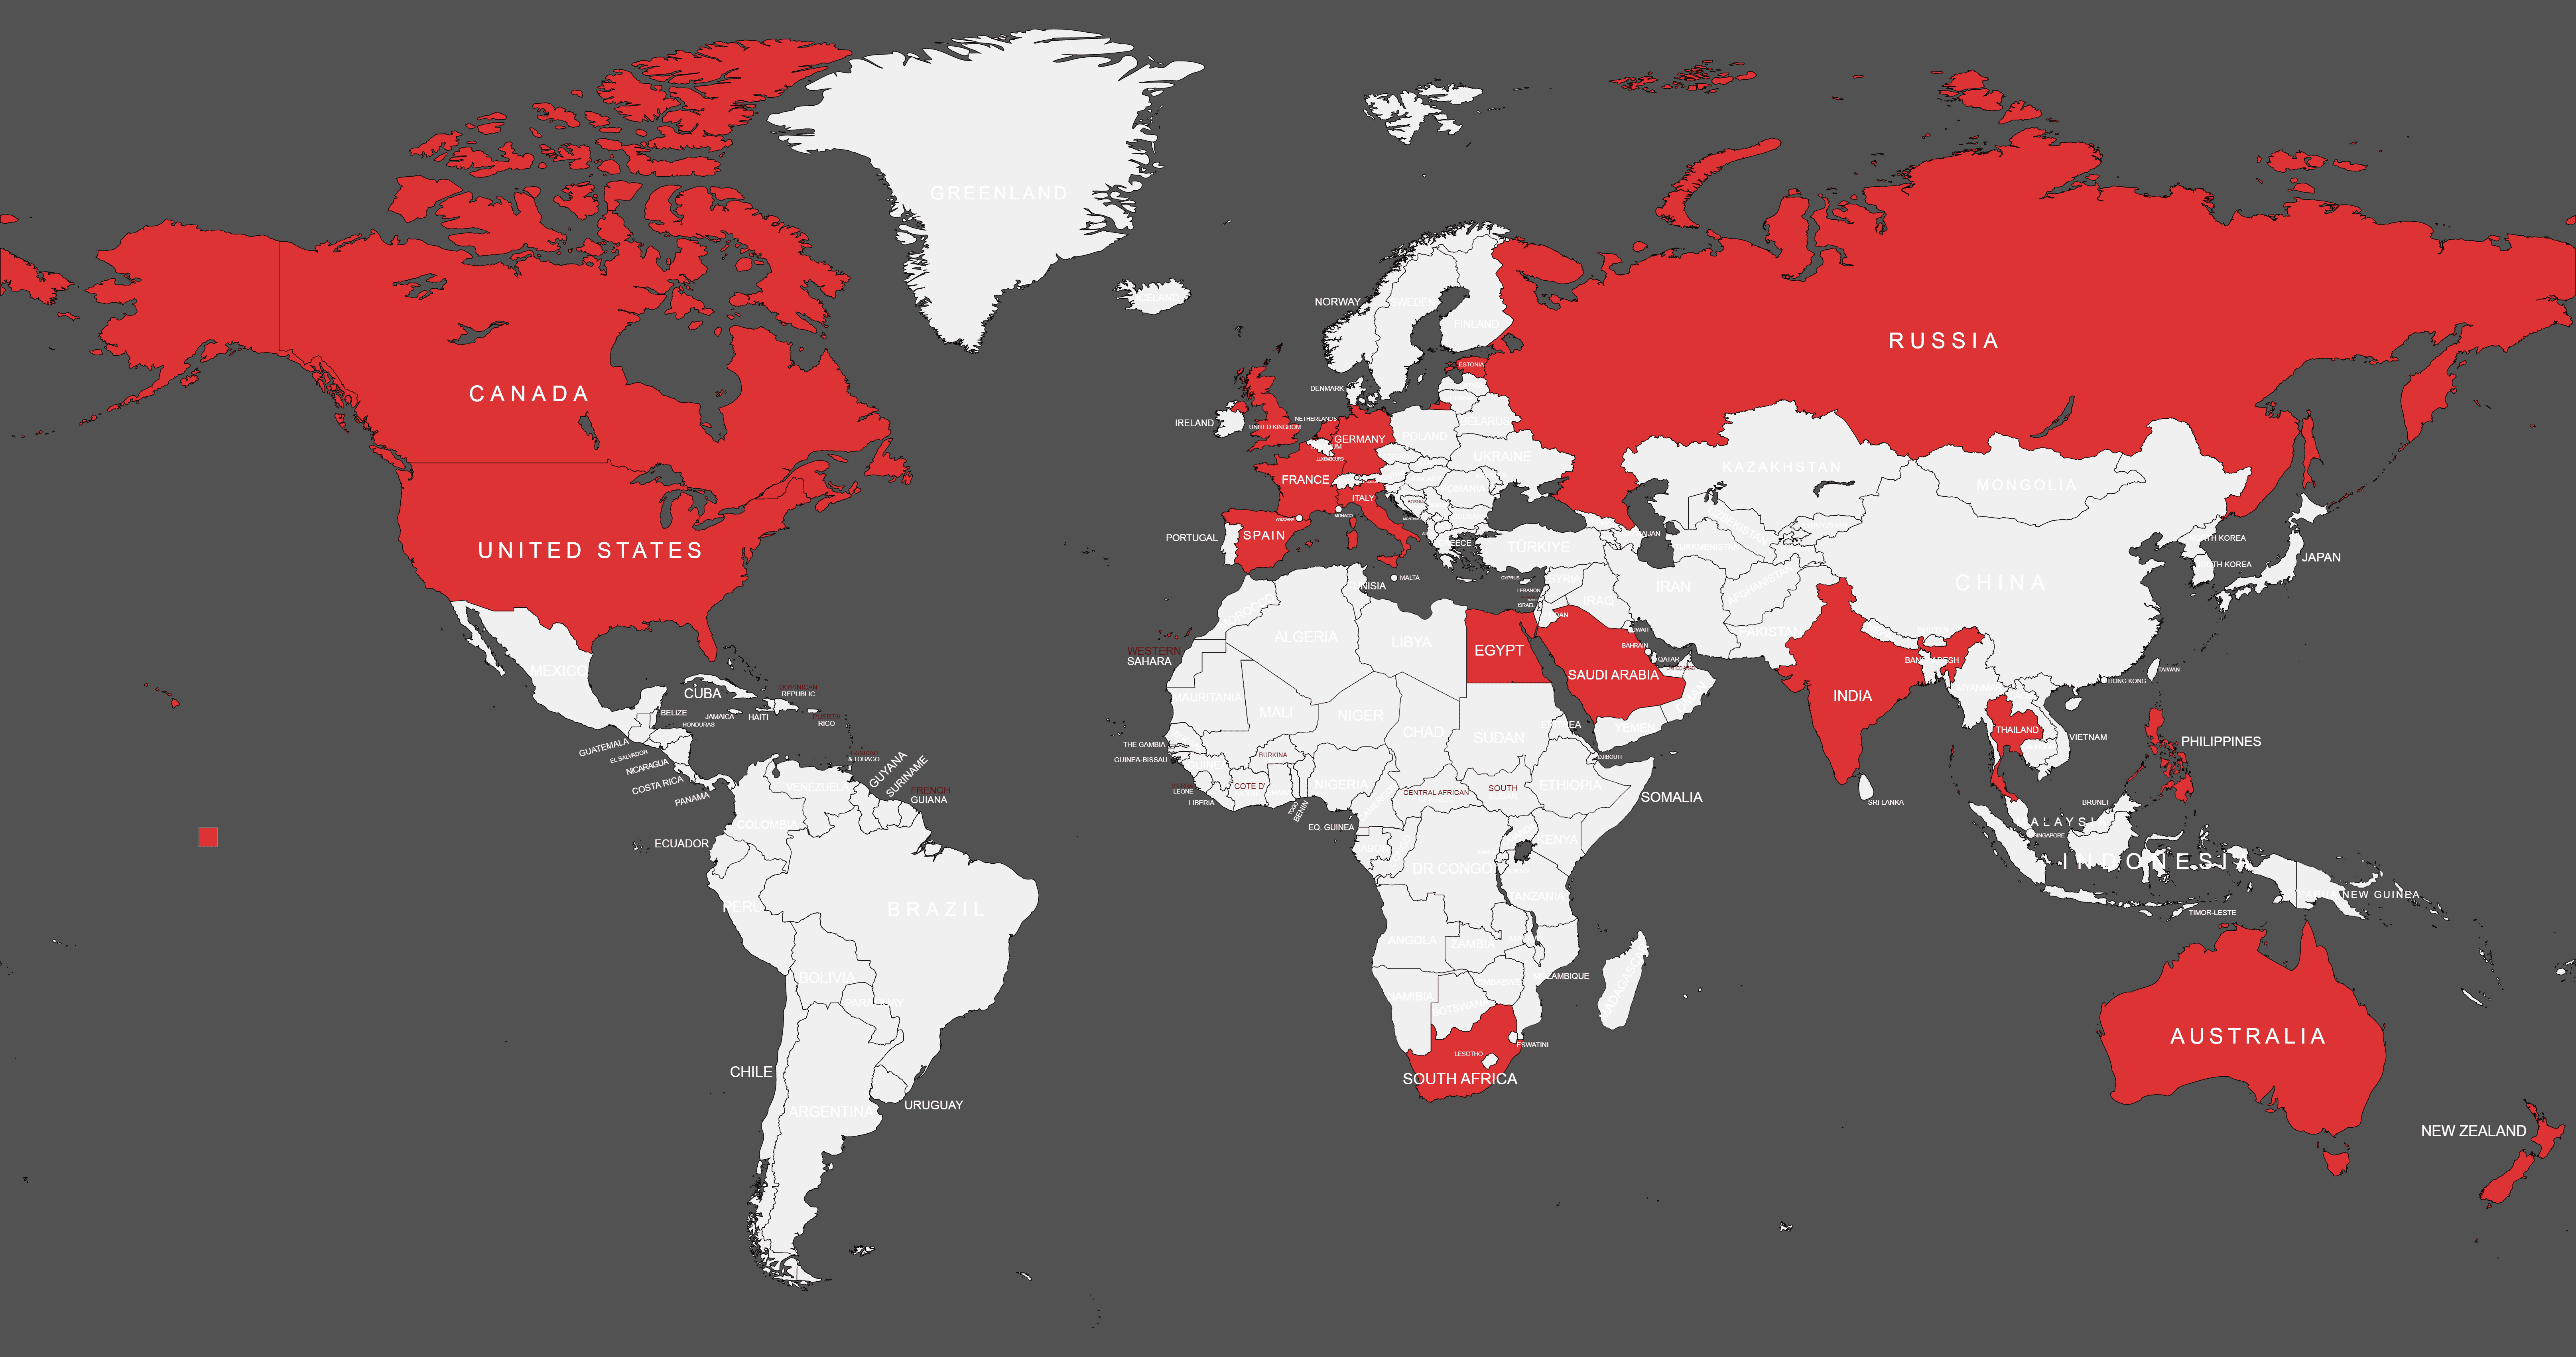 GREENLAND
ICELAND
RUSSIA
CANADA
UNITED STATES
NORWAY
SWEDEN
FINLAND
ESTONIA
DENMARK
IRELAND
UNITED KINGDOM
NETHERLANDS
GERMANY
POLAND
BELARUS
LUXEMBOURG
UKRAINE
FRANCE
ITALY
BOSNIA
ROMANIA
ANDORRA
MONACO
PORTUGAL
SPAIN
TÜRKIYE
MALTA
CYPRUS
SYRIA
LEBANON
ISRAEL
IRAQ
IRAN
KUWAIT
BAHRAIN
QATAR
SAUDI ARABIA
OMAN
YEMEN
KAZAKHSTAN
MONGOLIA
UZBEKISTAN
TURKMENISTAN
AFGHANISTAN
PAKISTAN
CHINA
NORTH KOREA
SOUTH KOREA
JAPAN
TAIWAN
HONG KONG
INDIA
BHUTAN
BANGLADESH
MYANMAR
THAILAND
VIETNAM
PHILIPPINES
SRI LANKA
BRUNEI
MALAYSIA
SINGAPORE
INDONESIA
PAPUA NEW GUINEA
TIMOR-LESTE
AUSTRALIA
NEW ZEALAND
MOROCCO
TUNISIA
ALGERIA
LIBYA
EGYPT
WESTERN
SAHARA
MAURITANIA
MALI
NIGER
CHAD
SUDAN
ERITREA
DJIBOUTI
THE GAMBIA
GUINEA-BISSAU
GUINEA
LEONE
LIBERIA
COTE D'
BURKINA
TOGO
BENIN
NIGERIA
CAMEROON
CENTRAL AFRICAN
SOUTH
ETHIOPIA
SOMALIA
EQ. GUINEA
GABON
DR CONGO
KENYA
TANZANIA
ANGOLA
ZAMBIA
MOZAMBIQUE
MADAGASCAR
NAMIBIA
BOTSWANA
ESWATINI
LESOTHO
SOUTH AFRICA
MEXICO
CUBA
DOMINICAN
REPUBLIC
BELIZE
JAMAICA
HAITI
PUERTO
RICO
HONDURAS
GUATEMALA
EL SALVADOR
NICARAGUA
COSTA RICA
PANAMA
TRINIDAD
& TOBAGO
VENEZUELA
GUYANA
SURINAME
FRENCH
GUIANA
COLOMBIA
ECUADOR
PERU
BRAZIL
BOLIVIA
PARAGUAY
CHILE
ARGENTINA
URUGUAY